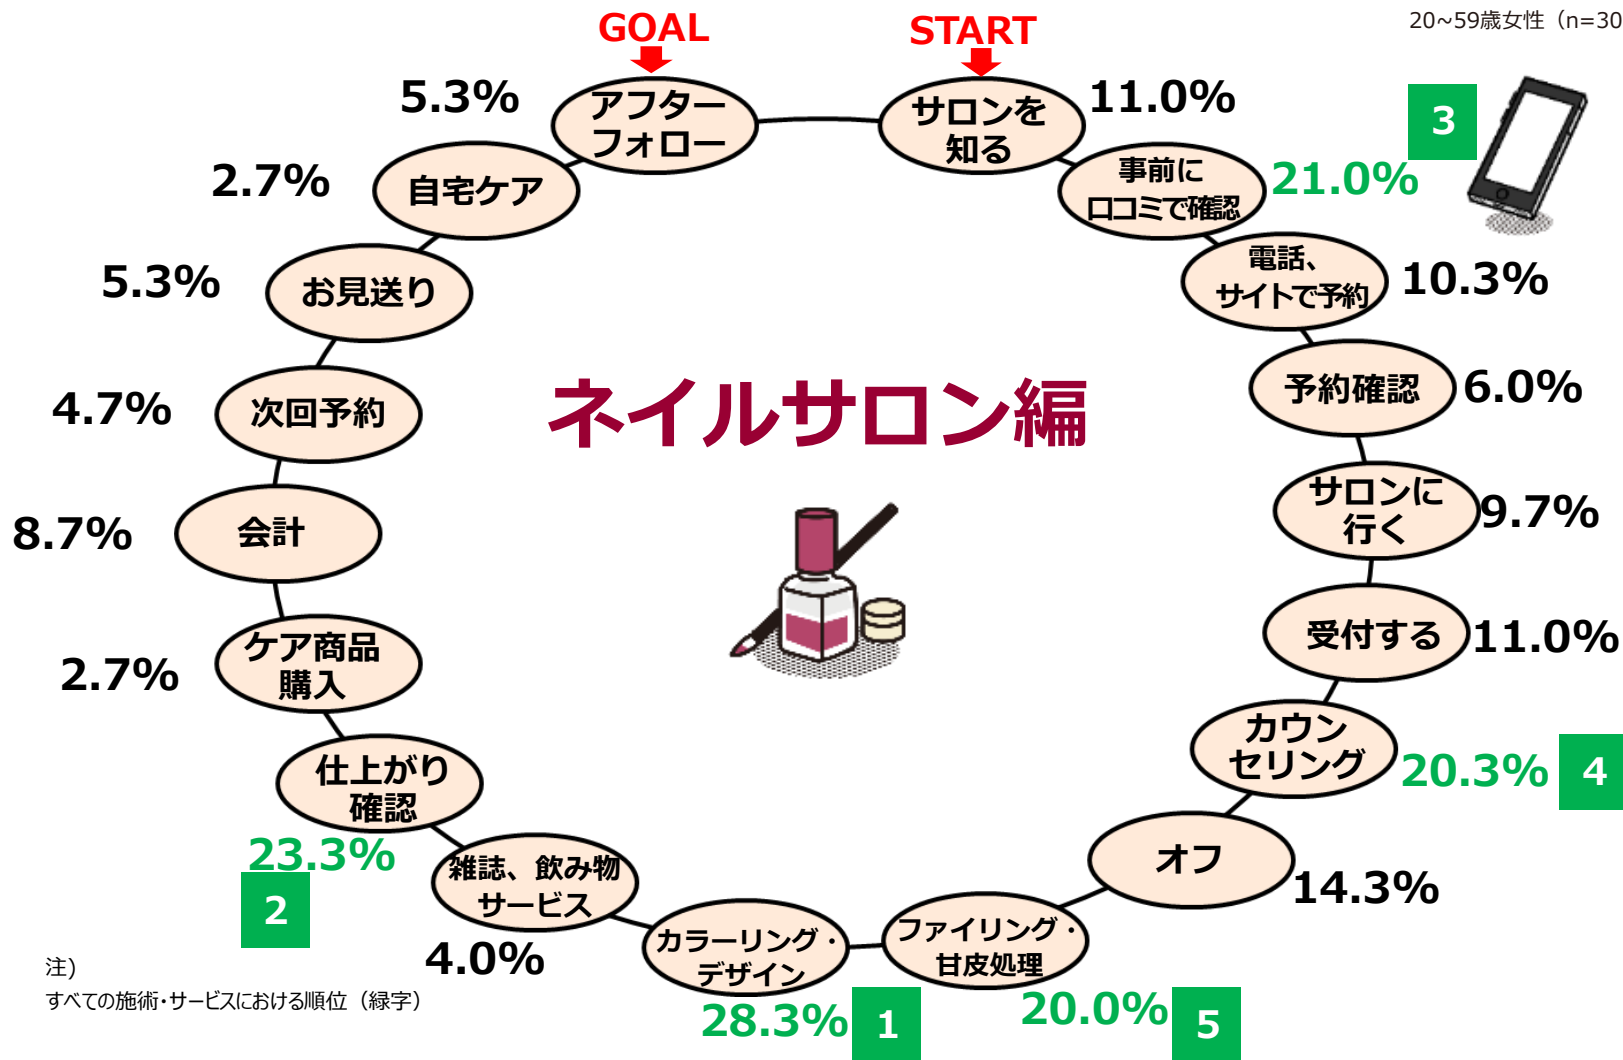 GOAL
START
20~59歳女性（n=30
アフター
フォロー
サロンを
知る
11.0%
事前に
口コミで確認
21.0%
3
電話、
サイトで予約
10.3%
予約確認
6.0%
サロンに
行く
9.7%
受付する
11.0%
カウン
セリング
20.3%
4
オフ
14.3%
ファイリング・
甘皮処理
20.0%
5
カラーリング・
デザイン
28.3%
1
雑誌、飲み物
サービス
4.0%
仕上がり
確認
23.3%
2
ケア商品
購入
2.7%
会計
8.7%
次回予約
4.7%
お見送り
5.3%
自宅ケア
2.7%
5.3%
ネイルサロン編
注)
すべての施術・サービスにおける順位（緑字）